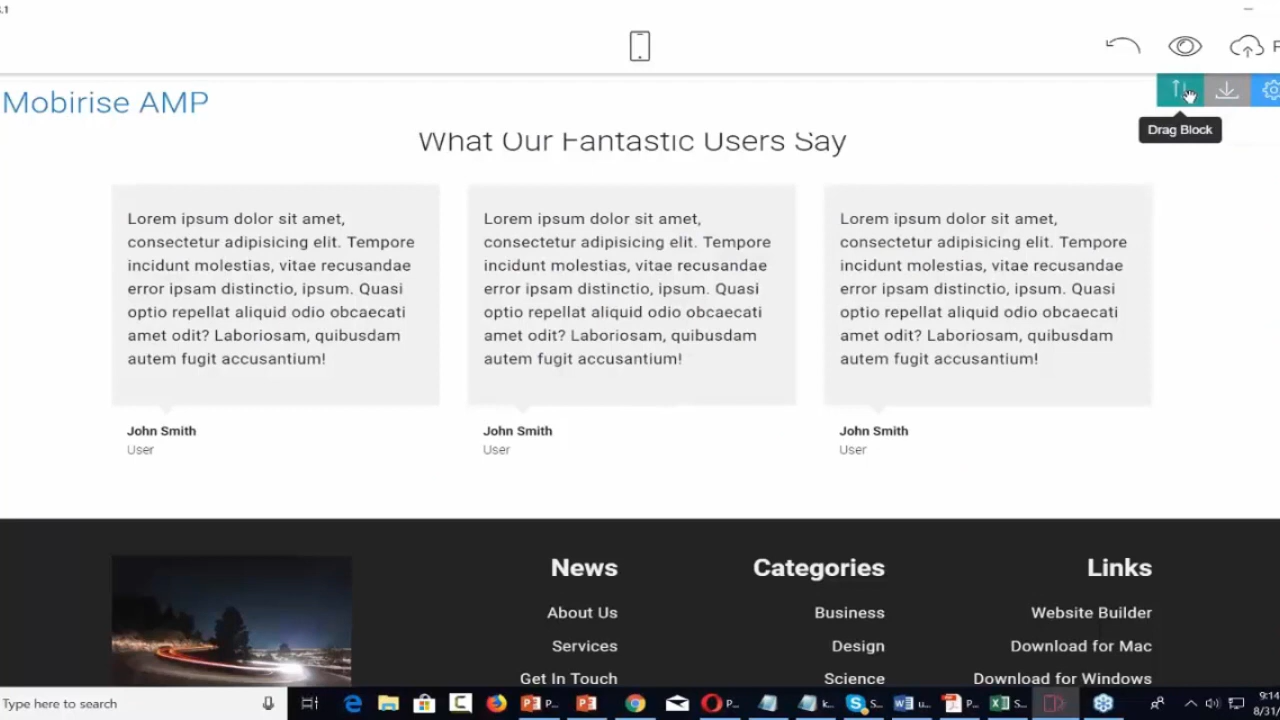 .1
Mobirise AMP
Drag Block
What Our Fantastic Users Say
Lorem ipsum dolor sit amet,
consectetur adipisicing elit. Tempore
incidunt molestias, vitae recusandae
error ipsam distinctio, ipsum. Quasi
optio repellat aliquid odio obcaecati
amet odit? Laboriosam, quibusdam
autem fugit accusantium!
John Smith
User
Lorem ipsum dolor sit amet,
consectetur adipisicing elit. Tempore
incidunt molestias, vitae recusandae
error ipsam distinctio, ipsum. Quasi
optio repellat aliquid odio obcaecati
amet odit? Laboriosam, quibusdam
autem fugit accusantium!
John Smith
User
Lorem ipsum dolor sit amet,
consectetur adipisicing elit. Tempore
incidunt molestias, vitae recusandae
error ipsam distinctio, ipsum. Quasi
optio repellat aliquid odio obcaecati
amet odit? Laboriosam, quibusdam
autem fugit accusantium!
John Smith
User
News
About Us
Services
Get In Touch
Categories
Business
Design
Science
Links
Website Builder
Download for Mac
Download for Windows
Type here to search
P...
P...
k...
S...
u...
P...
S...
9:14
8/31/